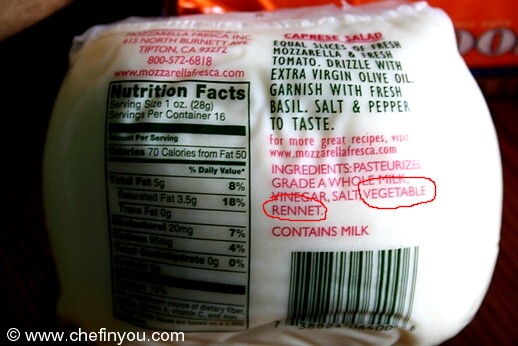 MOZZARELLA FRESCA INC
615 NORTH BURNETT AVE
TIPTON, CA 93272
800-572-6818
www.mozzarellafresca.com
Nutrition Facts
Serving Size 1 oz. (28g)
Servings Per Container 16
Amount Per Serving
Calories 70 Calories from Fat 50
% Daily Value*
Total Fat 5g 8%
Saturated Fat 3.5g 18%
Trans Fat 0g
Cholesterol 20mg 7%
95mg 4%
Carbohydrate 0g 0%
CAPRESE SALAD
EQUAL SLICES OF FRESH
MOZZARELLA & FRESH
TOMATO. DRIZZLE WITH
EXTRA VIRGIN OLIVE OIL.
GARNISH WITH FRESH
BASIL. SALT & PEPPER
TO TASTE.
For more great recipes, visit
www.mozzarellafresca.com
INGREDIENTS: PASTEURIZED
GRADE A WHOLE MILK,
VINEGAR, SALT, VEGETABLE
RENNET.
CONTAINS MILK
© www.chefinyou.com